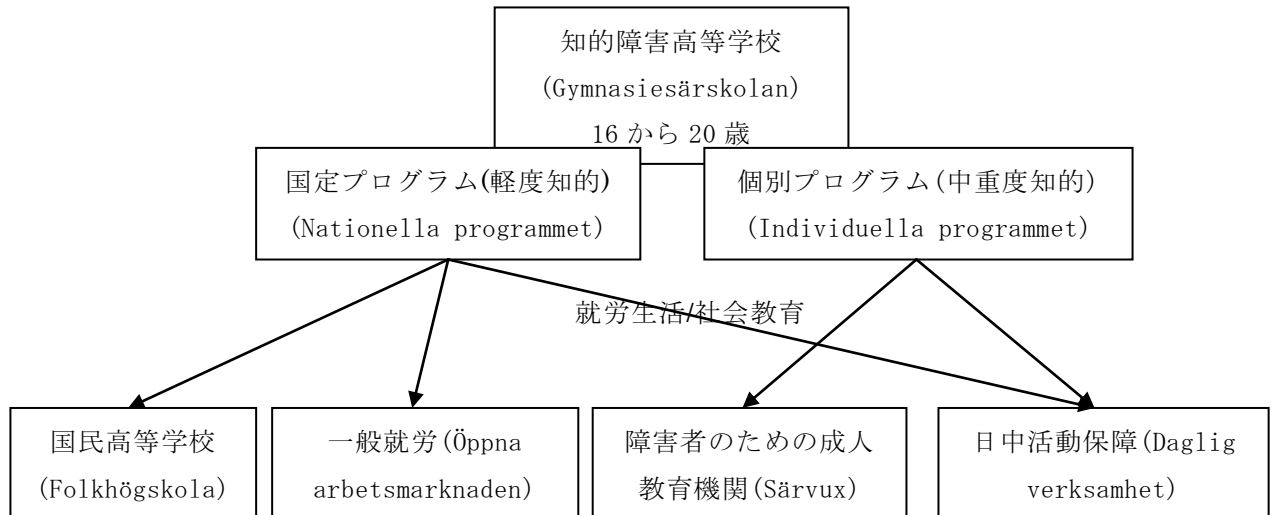 知的障害高等学校
(Gymnasiesärskolan)
16 から 20 歳
国定プログラム(軽度知的)
(Nationella programmet)
個別プログラム(中重度知的)
(Individuella programmet)
就労生活/社会教育
国民高等学校
(Folkhögskola)
一般就労(Öppna
arbetsmarknaden)
障害者のための成人
教育機関(Särvux)
日中活動保障(Daglig
verksamhet)